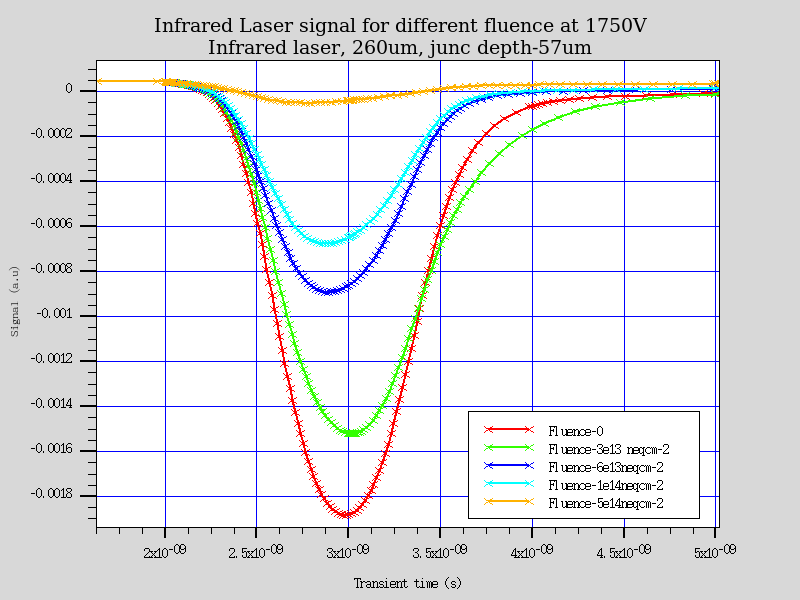 Infrared Laser signal for different fluence at 1750V
Infrared laser, 260um, junc depth-57um
0
-0.0002
-0.0004
-0.0006
-0.0008
-0.001
-0.0012
-0.0014
-0.0016
-0.0018
Signal (a.u)
Fluence-0
Fluence-3e13 neqcm-2
Fluence-6e13neqcm-2
Fluence-1e14neqcm-2
Fluence-5e14neqcm-2
2x10-09 2.5x10-09 3x10-09 3.5x10-09 4x10-09 4.5x10-09 5x10-09
Transient time (s)